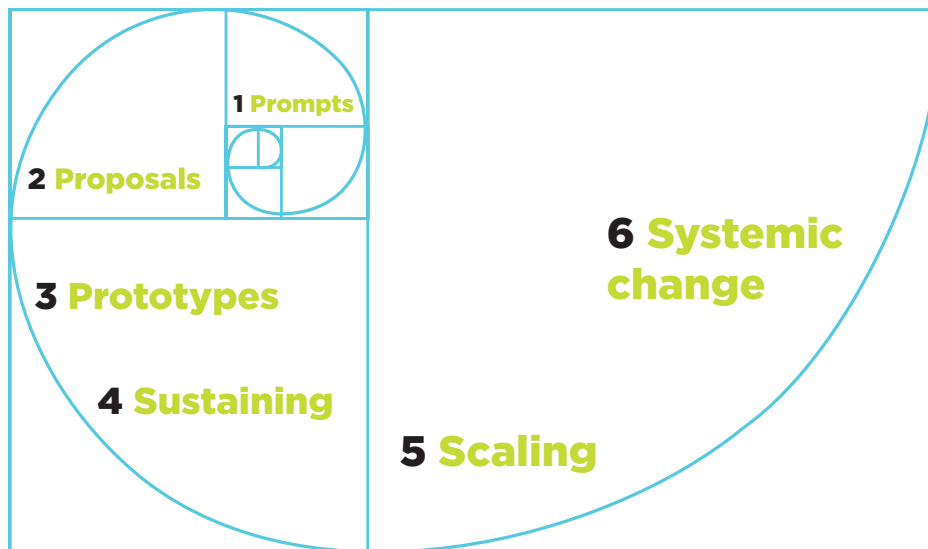 1 Prompts
2 Proposals
3 Prototypes
4 Sustaining
5 Scaling
6 Systemic
change